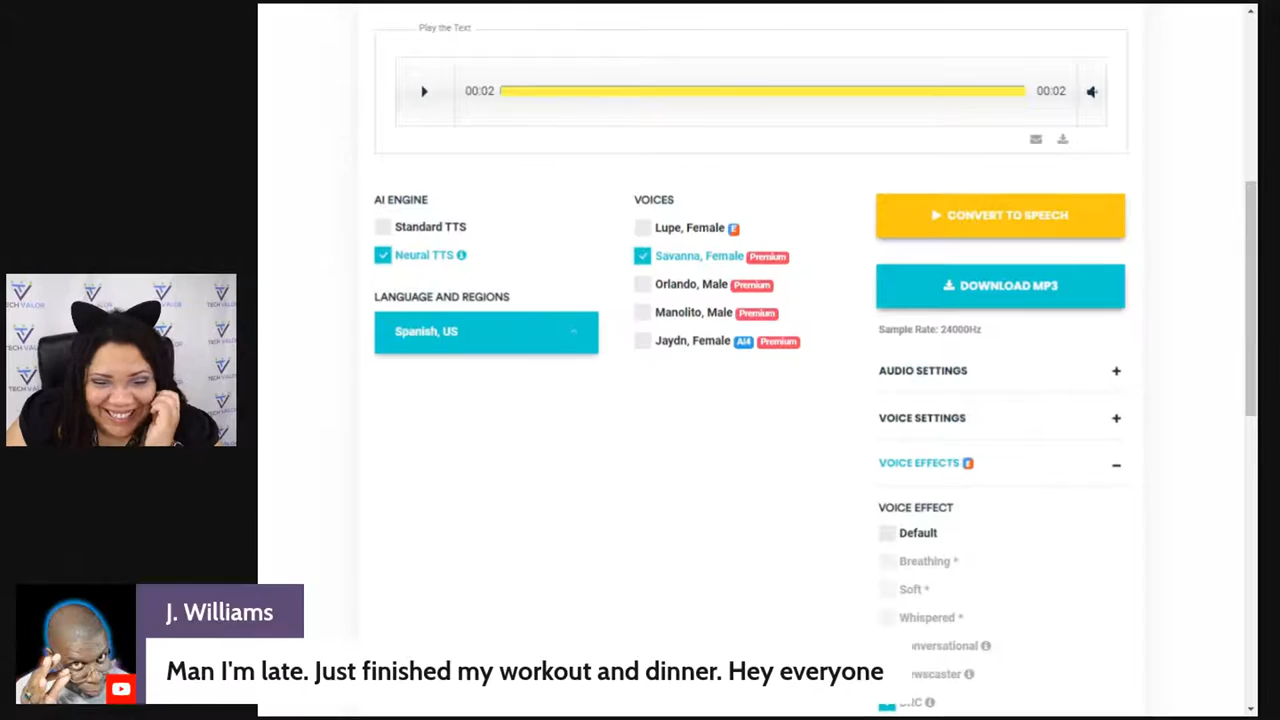 Play the Text
00:02
00:02
AI ENGINE
Standard TTS
Neural TTS
LANGUAGE AND REGIONS
Spanish, US
VOICES
Lupe, Female E
Savanna, Female Premium
Orlando, Male Premium
Manolito, Male Premium
Jaydn, Female AI4 Premium
CONVERT TO SPEECH
DOWNLOAD MP3
Sample Rate: 24000Hz
AUDIO SETTINGS +
VOICE SETTINGS +
VOICE EFFECTS E −
VOICE EFFECT
Default
Breathing *
Soft *
Whispered *
onversational
wscaster
TECH VALOR
J. Williams
Man I'm late. Just finished my workout and dinner. Hey everyone